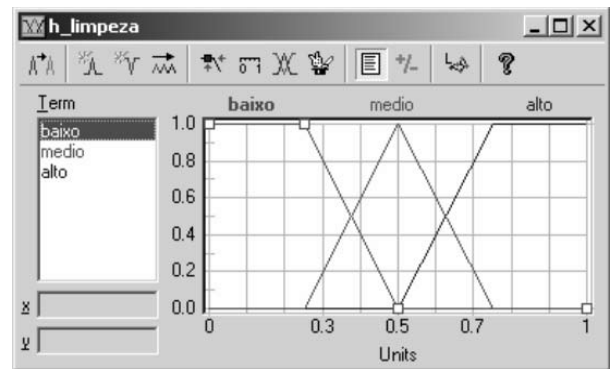 h_limpeza
Term
baixo
medio
alto
baixo medio alto
1.0
0.8
0.6
0.4
0.2
0.0
0 0.3 0.5 0.7 1
Units
x
y